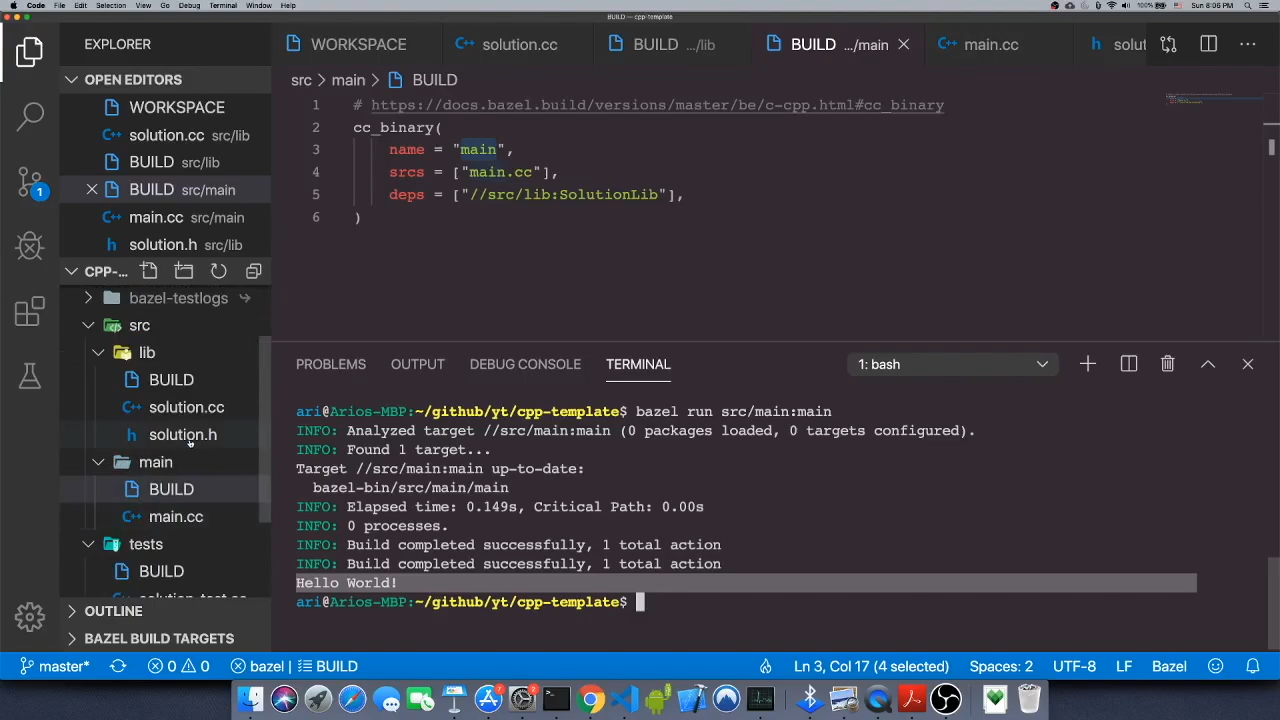 Code File Edit Selection View Go Debug Terminal Window Help 100% Sun 8:06 PM
BUILD — cpp-template
EXPLORER
OPEN EDITORS
WORKSPACE
solution.cc src/lib
BUILD src/lib
BUILD src/main
main.cc src/main
solution.h src/lib
CPP-...
bazel-testlogs
src
lib
BUILD
solution.cc
solution.h
main
BUILD
main.cc
tests
BUILD
OUTLINE
BAZEL BUILD TARGETS
WORKSPACE solution.cc BUILD .../lib BUILD .../main main.cc h solut
src > main > BUILD
1 # https://docs.bazel.build/versions/master/be/c-cpp.html#cc_binary
2 cc_binary(
3 name = "main",
4 srcs = ["main.cc"],
5 deps = ["//src/lib:SolutionLib"],
6 )
PROBLEMS OUTPUT DEBUG CONSOLE TERMINAL 1: bash
ari@Arios-MBP:~/github/yt/cpp-template$ bazel run src/main:main
INFO: Analyzed target //src/main:main (0 packages loaded, 0 targets configured).
INFO: Found 1 target...
Target //src/main:main up-to-date:
bazel-bin/src/main/main
INFO: Elapsed time: 0.149s, Critical Path: 0.00s
INFO: 0 processes.
INFO: Build completed successfully, 1 total action
INFO: Build completed successfully, 1 total action
Hello World!
ari@Arios-MBP:~/github/yt/cpp-template$
master* 0 0 bazel | BUILD Ln 3, Col 17 (4 selected) Spaces: 2 UTF-8 LF Bazel